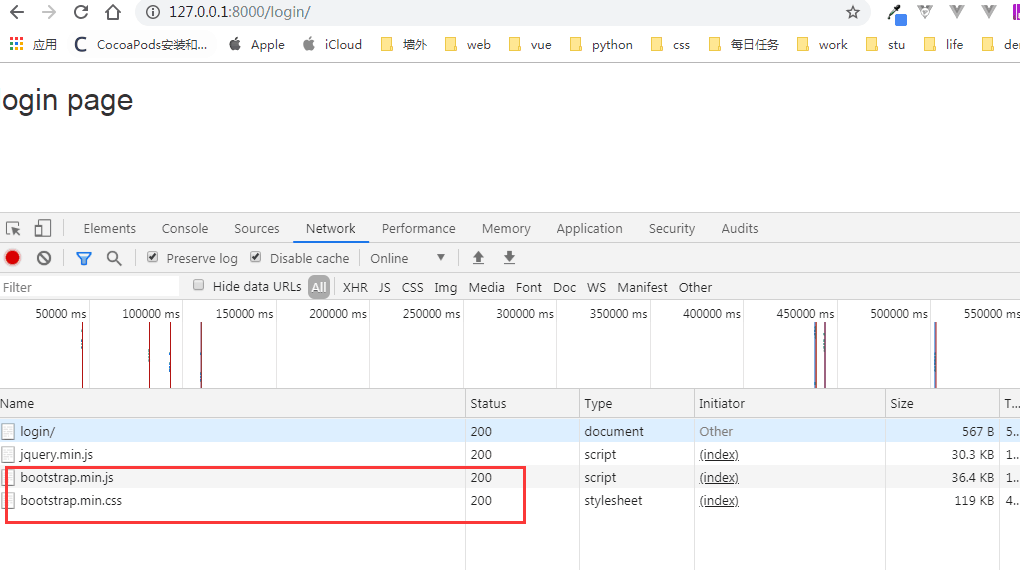 127.0.0.1:8000/login/
应用 CocoaPods安装和... Apple iCloud 墙外 web vue python css 每日任务 work stu life
ogin page
Elements Console Sources Network Performance Memory Application Security Audits
Preserve log Disable cache Online
Filter Hide data URLs All XHR JS CSS Img Media Font Doc WS Manifest Other
50000 ms 100000 ms 150000 ms 200000 ms 250000 ms 300000 ms 350000 ms 400000 ms 450000 ms 500000 ms 550000 ms
Name Status Type Initiator Size T...
login/ 200 document Other 567 B 5..
jquery.min.js 200 script (index) 30.3 KB 1..
bootstrap.min.js 200 script (index) 36.4 KB 1..
bootstrap.min.css 200 stylesheet (index) 119 KB 4..